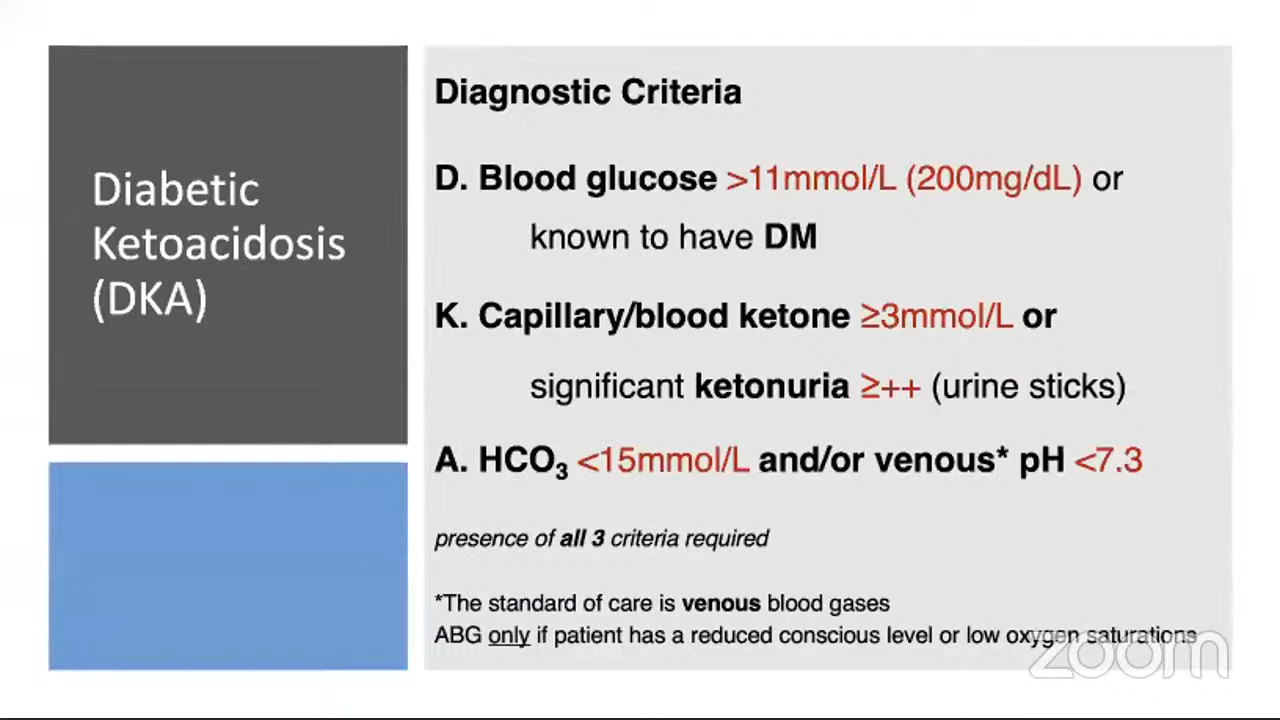 Diabetic
Ketoacidosis
(DKA)
Diagnostic Criteria
D. Blood glucose >11mmol/L (200mg/dL) or
known to have DM
K. Capillary/blood ketone ≥3mmol/L or
significant ketonuria ≥++ (urine sticks)
A. HCO₃ <15mmol/L and/or venous* pH <7.3
presence of all 3 criteria required
*The standard of care is venous blood gases
ABG only if patient has a reduced conscious level or low oxygen saturations
zoom